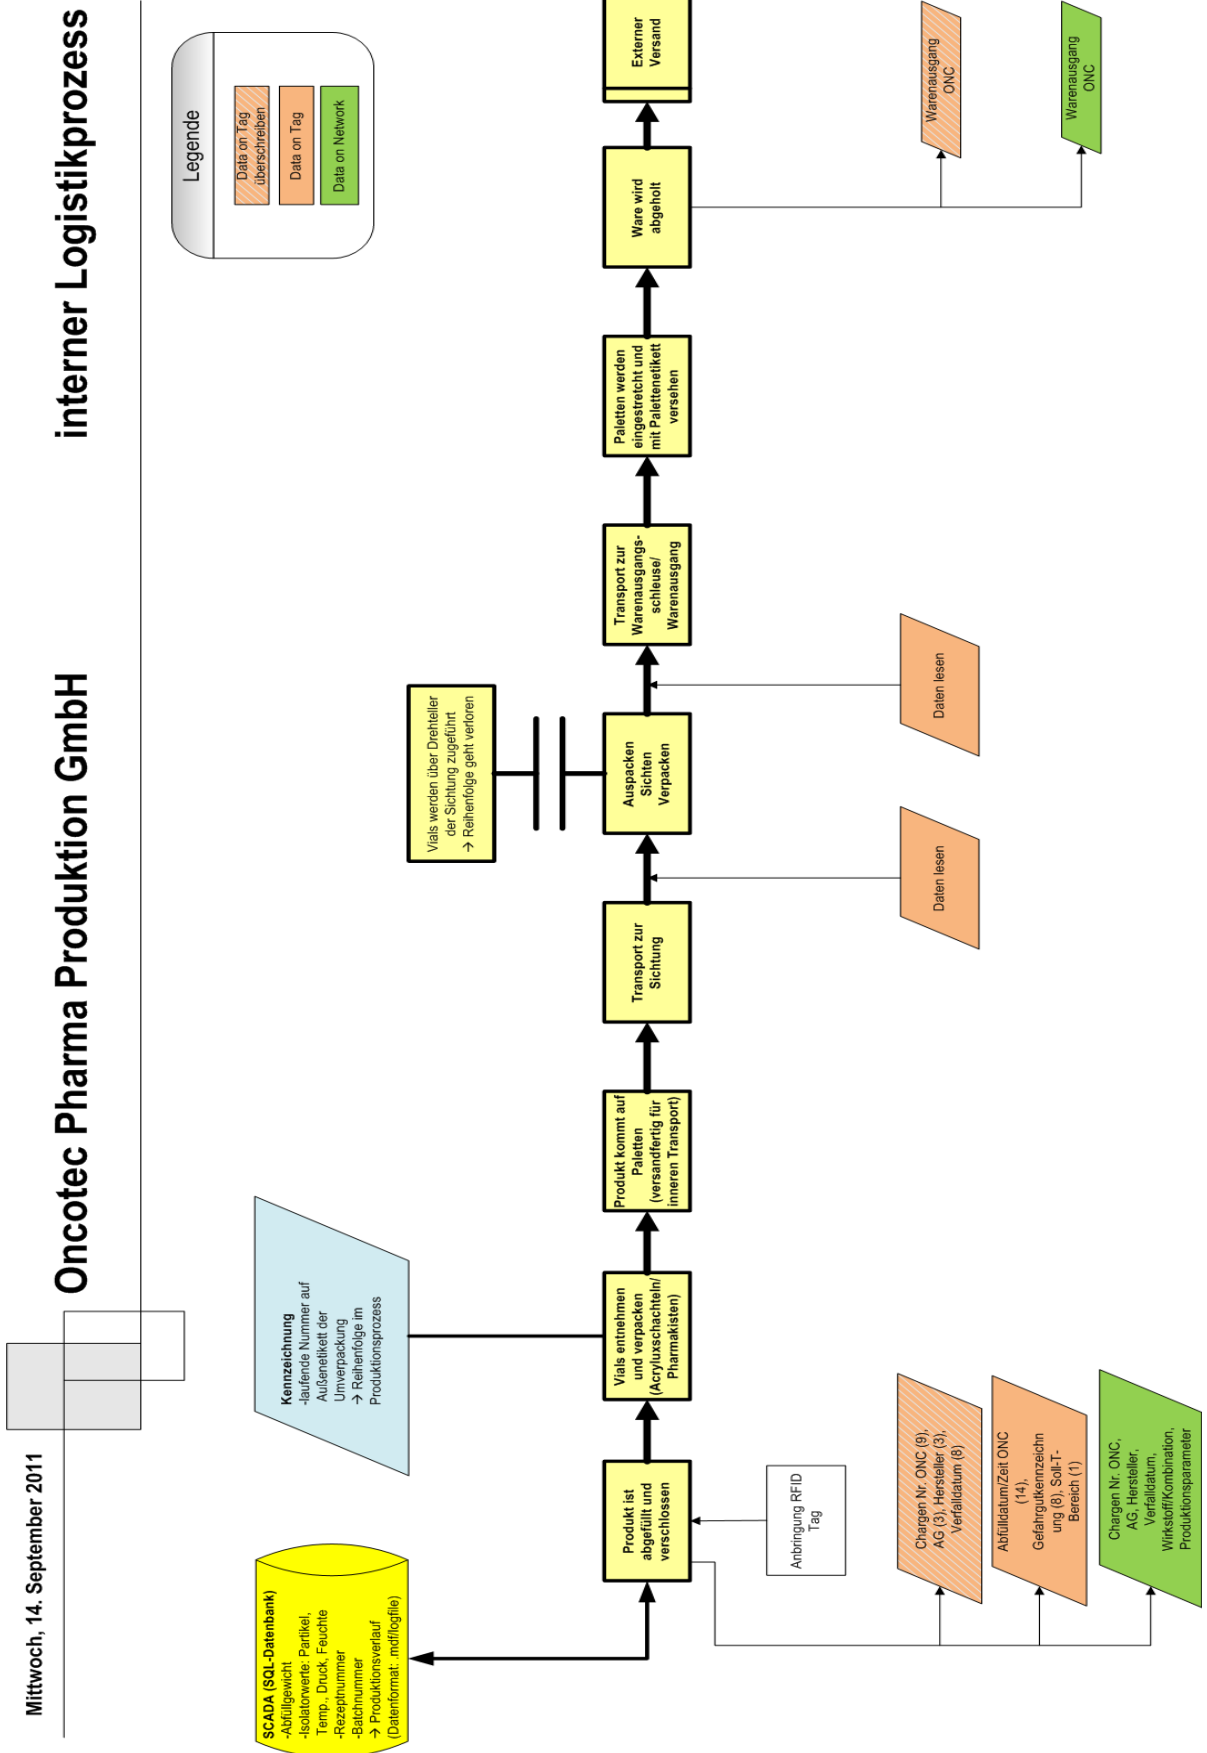 Mittwoch, 14. September 2011
Oncotec Pharma Produktion GmbH
interner Logistikprozess
Legende
Data on Tag
überschreiben
Data on Tag
Data on Network
SCADA (SQL-Datenbank)
-Abfüllgewicht
-Isolatorwerte: Partikel,
Temp., Druck, Feuchte
-Rezeptnummer
-Batchnummer
→ Produktionsverlauf
(Datenformat: .mdf/logfile)
Kennzeichnung
-laufende Nummer auf
Außenetikett der
Umverpackung
→ Reihenfolge im
Produktionsprozess
Vials werden über Drehteller
der Sichtung zugeführt
→ Reihenfolge geht verloren
Produkt ist
abgefüllt und
verschlossen
Vials entnehmen
und verpacken
(Acryluxschachteln/
Pharmakisten)
Produkt kommt auf
Paletten
(versandfertig für
inneren Transport)
Transport zur
Sichtung
Auspacken
Sichten
Verpacken
Transport zur
Warenausgangs-
schleuse/
Warenausgang
Paletten werden
eingestretcht und
mit Palettenetikett
versehen
Ware wird
abgeholt
Externer
Versand
Anbringung RFID
Tag
Chargen Nr. ONC (9),
AG (3), Hersteller (3),
Verfalldatum (8)
Abfülldatum/Zeit ONC
(14),
Gefahrgutkennzeichn
ung (8), Soll-T-
Bereich (1)
Chargen Nr. ONC,
AG, Hersteller,
Verfalldatum,
Wirkstoff/Kombination,
Produktionsparameter
Daten lesen
Daten lesen
Warenausgang
ONC
Warenausgang
ONC